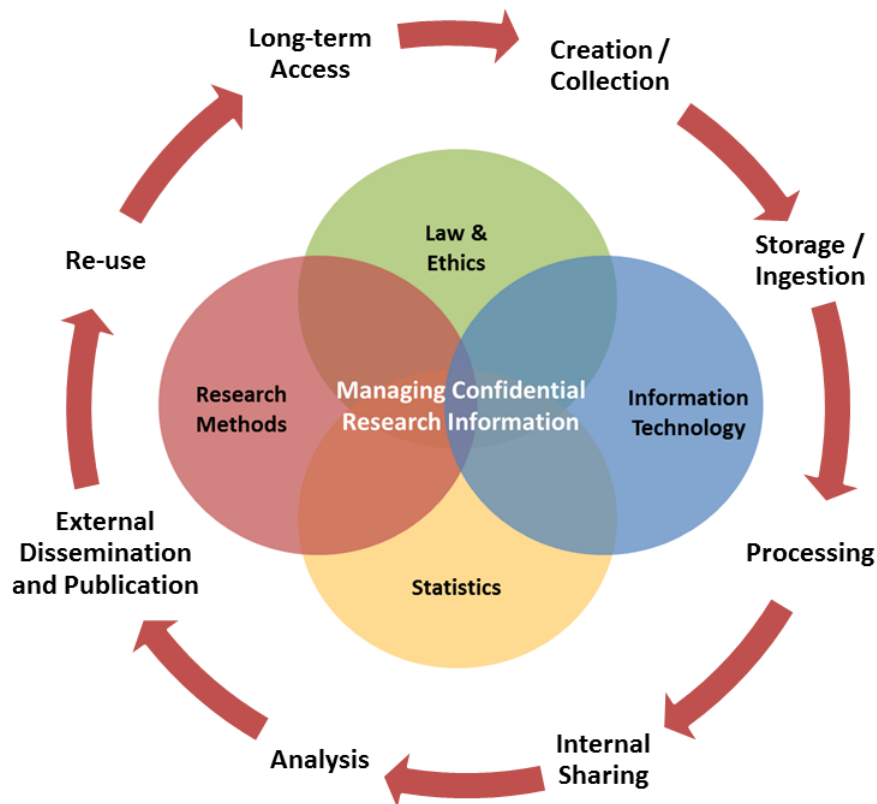 Long-term
Access
Creation /
Collection
Storage /
Ingestion
Processing
Internal
Sharing
Analysis
External
Dissemination
and Publication
Re-use
Law &
Ethics
Research
Methods
Managing Confidential
Research Information
Information
Technology
Statistics